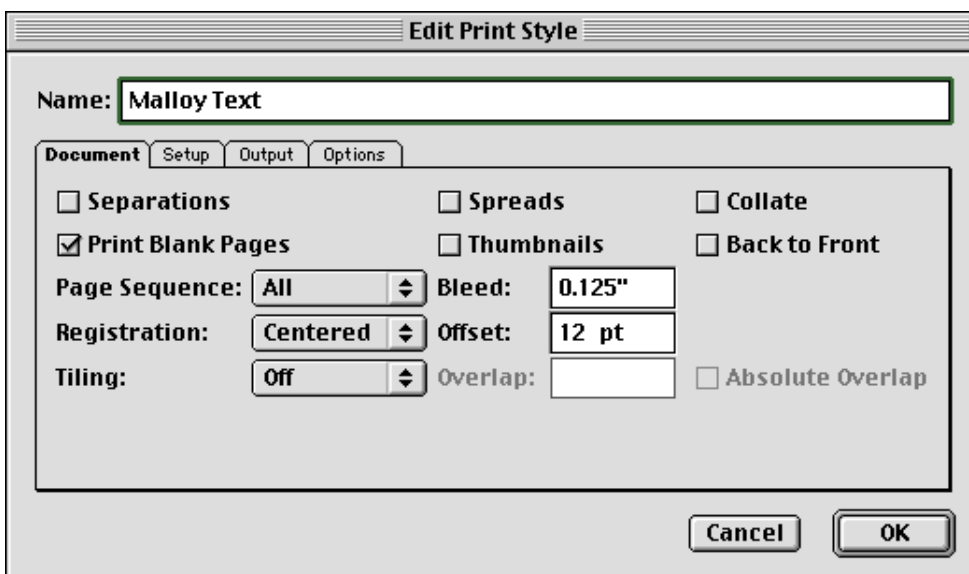 Edit Print Style
Name: Malloy Text
Document Setup Output Options
Separations Spreads Collate
Print Blank Pages Thumbnails Back to Front
Page Sequence: All Bleed: 0.125"
Registration: Centered Offset: 12 pt
Tiling: Off Overlap: Absolute Overlap
Cancel OK